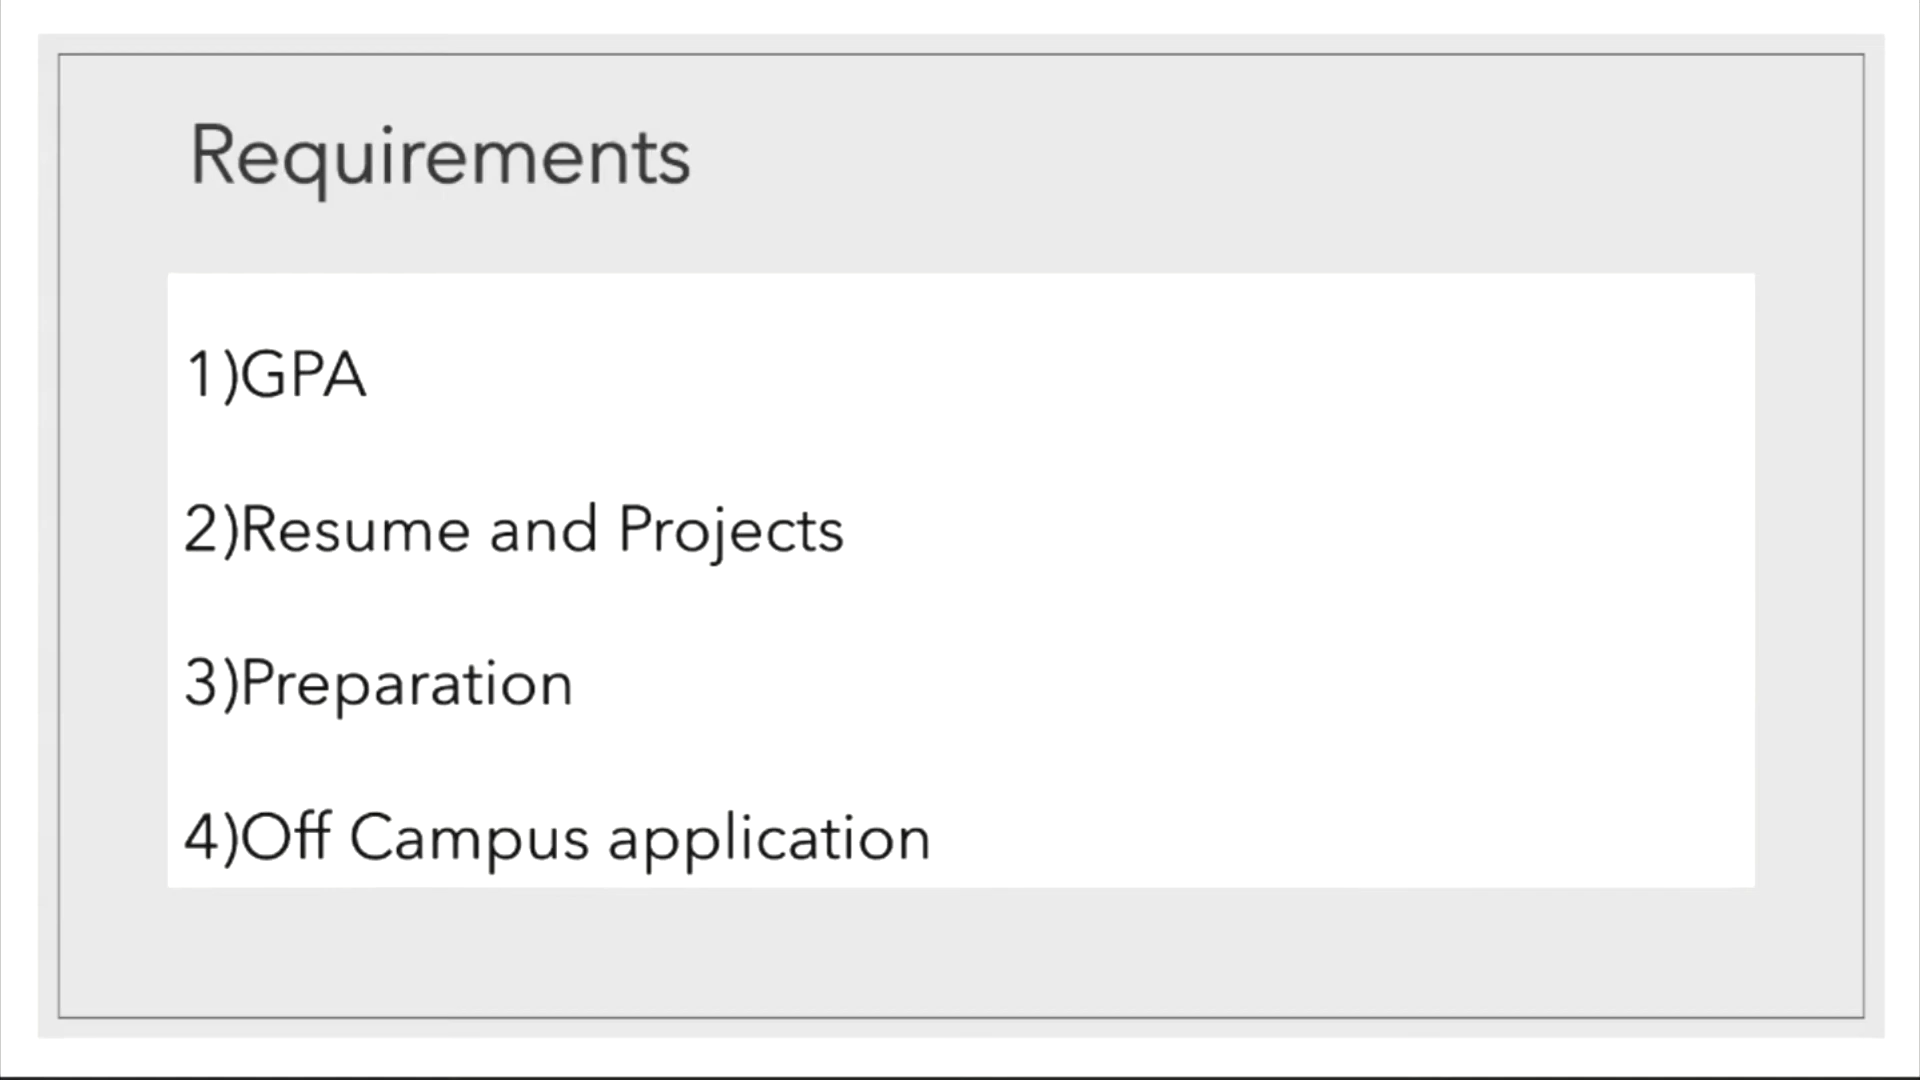 Requirements
1)GPA
2)Resume and Projects
3)Preparation
4)Off Campus application